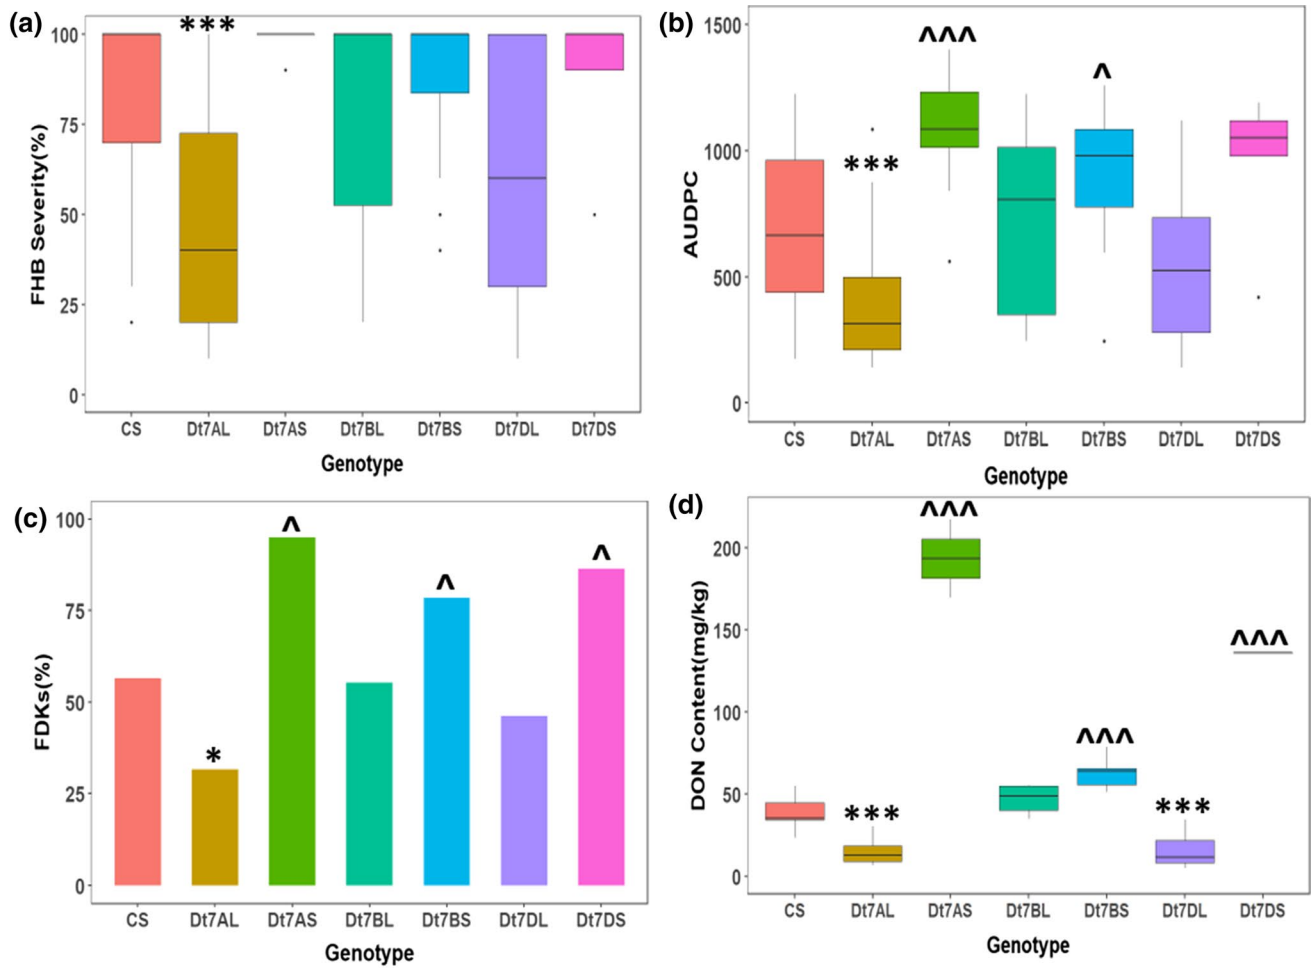 (a)
***
100
75
50
25
0
FHB Severity(%)
CS Dt7AL Dt7AS Dt7BL Dt7BS Dt7DL Dt7DS
Genotype
(b)
1500
1000
500
0
AUDPC
^^^
^
***
CS Dt7AL Dt7AS Dt7BL Dt7BS Dt7DL Dt7DS
Genotype
(c)
100
75
50
25
0
FDKs(%)
^
^
^
*
CS Dt7AL Dt7AS Dt7BL Dt7BS Dt7DL Dt7DS
Genotype
(d)
200
150
100
50
0
DON Content(mg/kg)
^^^
^^^
^^^
***
***
CS Dt7AL Dt7AS Dt7BL Dt7BS Dt7DL Dt7DS
Genotype